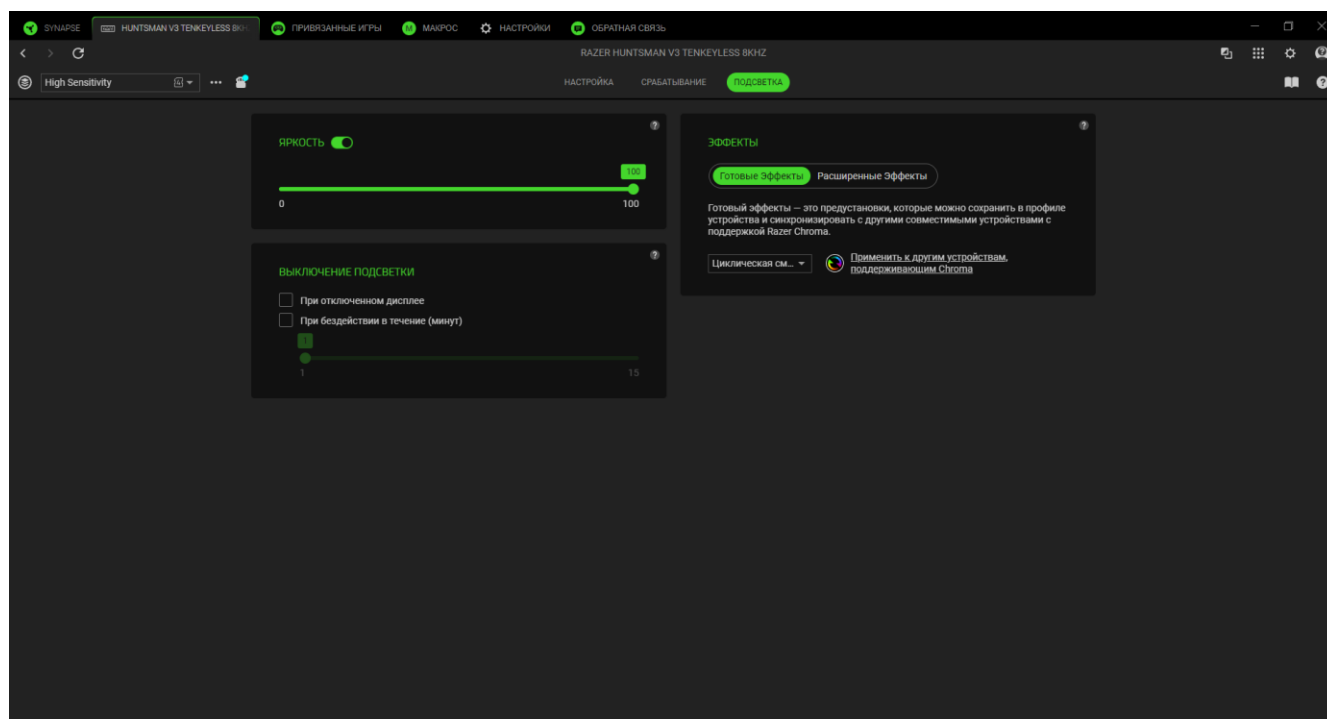 SYNAPSE
HUNTSMAN V3 TENKEYLESS 8KH
ПРИВЯЗАННЫЕ ИГРЫ
M
МАКРОС
НАСТРОЙКИ
ОБРАТНАЯ СВЯЗЬ
RAZER HUNTSMAN V3 TENKEYLESS 8KHZ
High Sensitivity
4
НАСТРОЙКА
СРАБАТЫВАНИЕ
ПОДСВЕТКА
?
ЯРКОСТЬ
?
100
0
100
ВЫКЛЮЧЕНИЕ ПОДСВЕТКИ
?
При отключенном дисплее
При бездействии в течение (минут)
1
1
15
ЭФФЕКТЫ
?
Готовые Эффекты
Расширенные Эффекты
Готовый эффекты — это предустановки, которые можно сохранить в профиле
устройства и синхронизировать с другими совместимыми устройствами с
поддержкой Razer Chroma.
Циклическая см...
Применить к другим устройствам,
поддерживающим Chroma